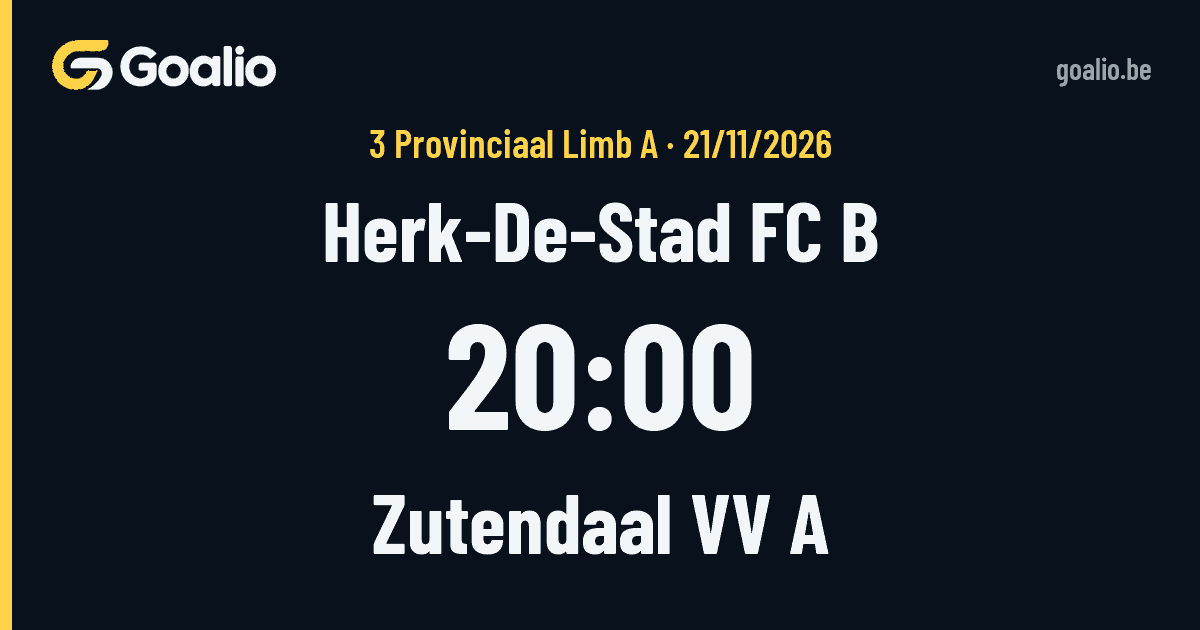 Goalio
goalio.be
3 Provinciaal Limb A · 21/11/2026
Herk-De-Stad FC B
20:00
Zutendaal VV A